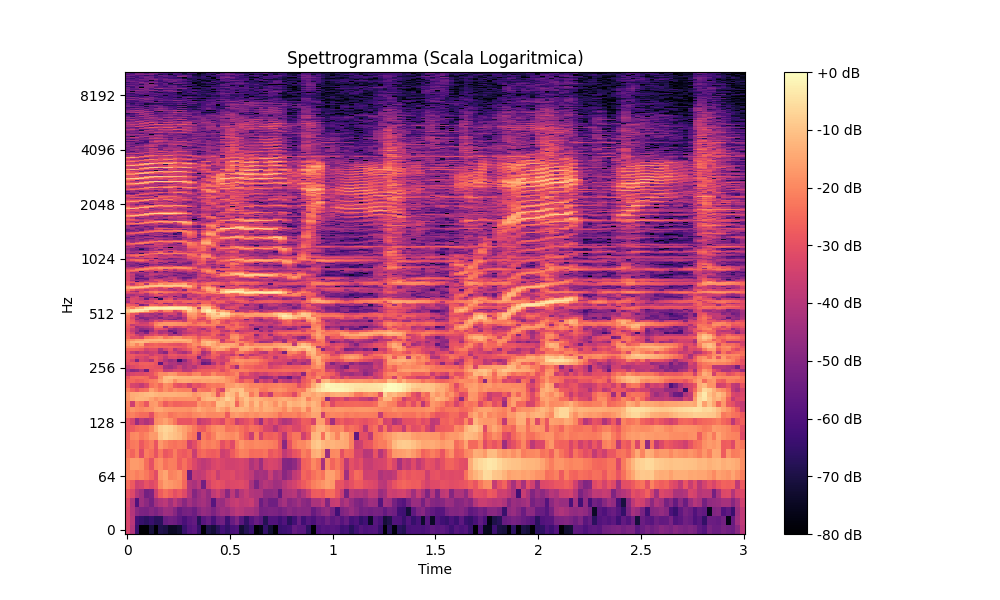 Spettrogramma (Scala Logaritmica)
Hz
8192
4096
2048
1024
512
256
128
64
0
0 0.5 1 1.5 2 2.5 3
Time
+0 dB
-10 dB
-20 dB
-30 dB
-40 dB
-50 dB
-60 dB
-70 dB
-80 dB